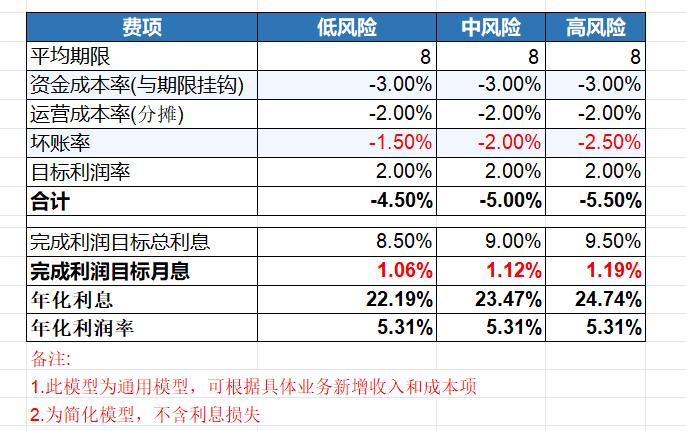 费项 低风险 中风险 高风险
平均期限 8 8 8
资金成本率(与期限挂钩) -3.00% -3.00% -3.00%
运营成本率(分摊) -2.00% -2.00% -2.00%
坏账率 -1.50% -2.00% -2.50%
目标利润率 2.00% 2.00% 2.00%
合计 -4.50% -5.00% -5.50%
完成利润目标总利息 8.50% 9.00% 9.50%
完成利润目标月息 1.06% 1.12% 1.19%
年化利息 22.19% 23.47% 24.74%
年化利润率 5.31% 5.31% 5.31%
备注:
1.此模型为通用模型，可根据具体业务新增收入和成本项
2.为简化模型，不含利息损失